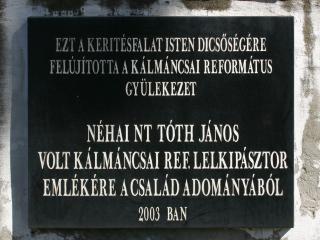 EZT A KERITÉSFALAT ISTEN DICSŐSÉGÉRE
FELÚJÍTOTTA A KÁLMÁNCSAI REFORMÁTUS
GYÜLEKEZET
NÉHAI NT TÓTH JÁNOS
VOLT KÁLMÁNCSAI REF. LELKIPÁSZTOR
EMLÉKÉRE A CSALÁD ADOMÁNYÁBÓL
2003 BAN